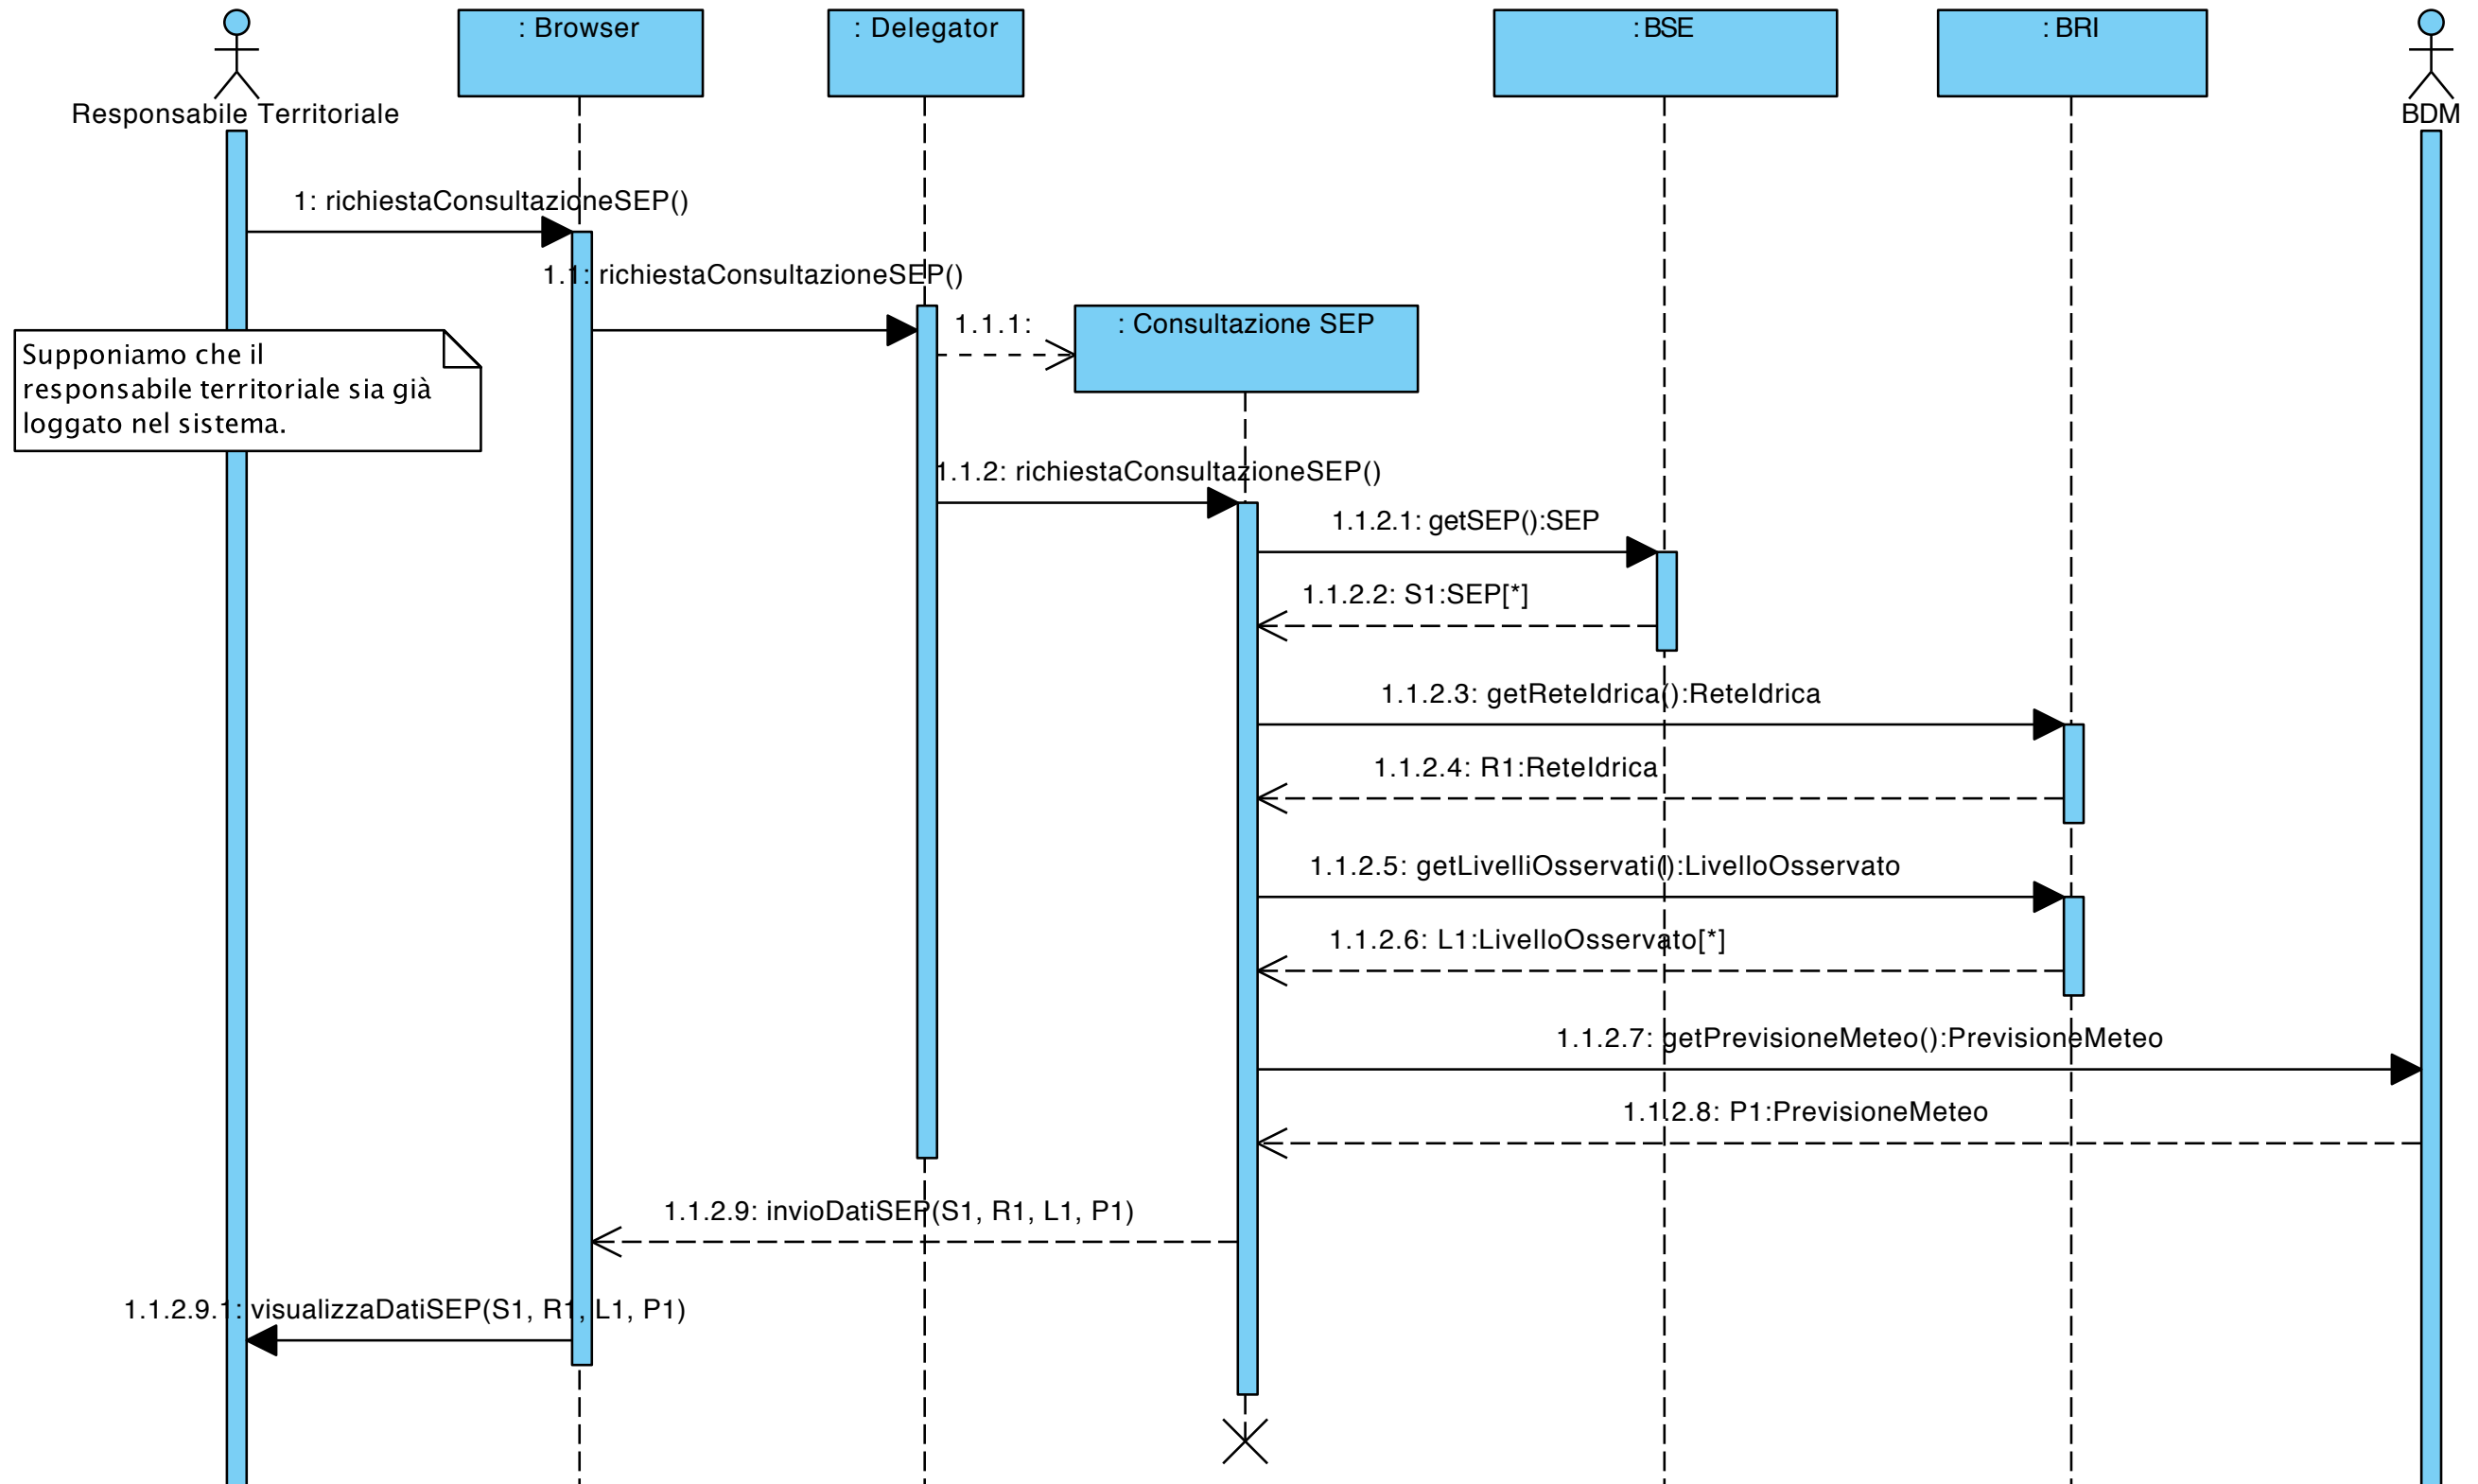 : Browser
: Delegator
: BSE
: BRI
Responsabile Territoriale
BDM
1: richiestaConsultazioneSEP()
1.1: richiestaConsultazioneSEP()
1.1.1:
: Consultazione SEP
Supponiamo che il
responsabile territoriale sia già
loggato nel sistema.
1.1.2: richiestaConsultazioneSEP()
1.1.2.1: getSEP():SEP
1.1.2.2: S1:SEP[*]
1.1.2.3: getReteIdrica():ReteIdrica
1.1.2.4: R1:ReteIdrica
1.1.2.5: getLivelliOsservati():LivelloOsservato
1.1.2.6: L1:LivelloOsservato[*]
1.1.2.7: getPrevisioneMeteo():PrevisioneMeteo
1.1.2.8: P1:PrevisioneMeteo
1.1.2.9: invioDatiSEP(S1, R1, L1, P1)
1.1.2.9.1: visualizzaDatiSEP(S1, R1, L1, P1)